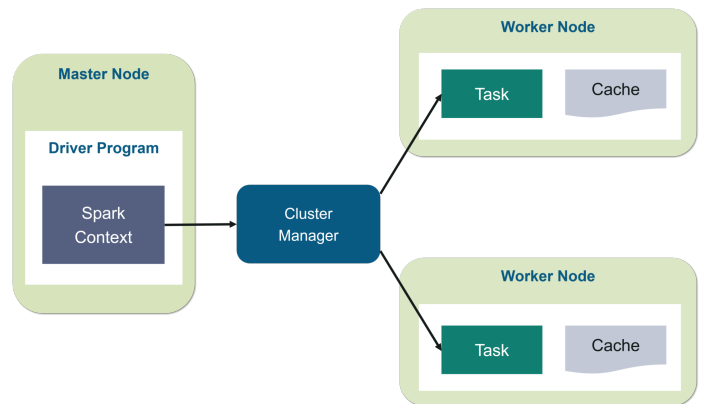 Master Node
Driver Program
Spark
Context
Cluster
Manager
Worker Node
Task
Cache
Worker Node
Task
Cache